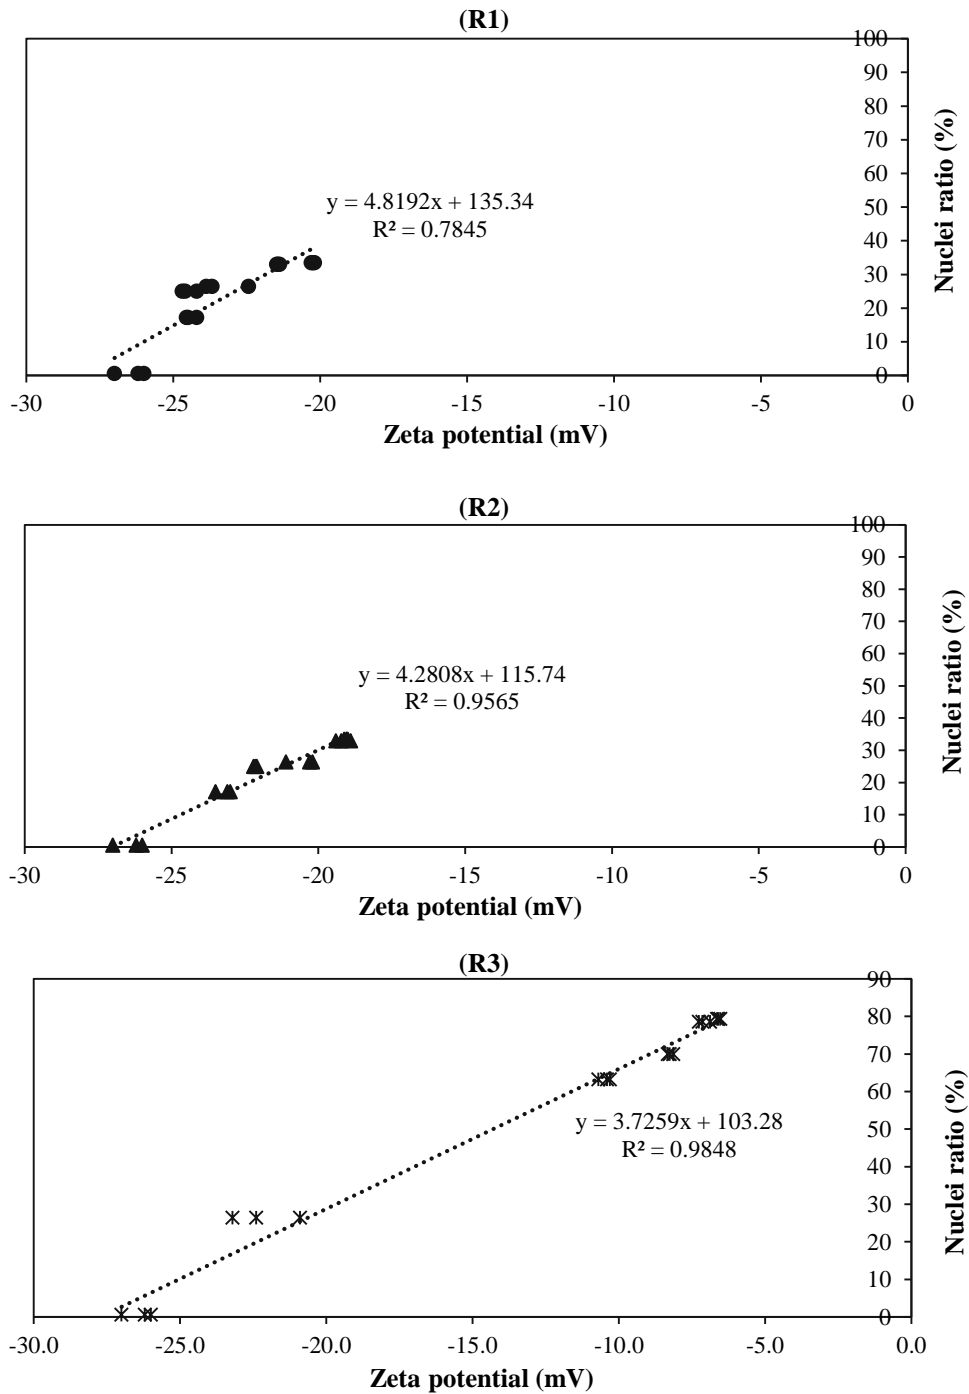 (R1)
100
90
80
70
60
50
40
30
20
10
0
Nuclei ratio (%)
y = 4.8192x + 135.34
R² = 0.7845
-30 -25 -20 -15 -10 -5 0
Zeta potential (mV)
(R2)
100
90
80
70
60
50
40
30
20
10
0
Nuclei ratio (%)
y = 4.2808x + 115.74
R² = 0.9565
-30 -25 -20 -15 -10 -5 0
Zeta potential (mV)
(R3)
90
80
70
60
50
40
30
20
10
0
Nuclei ratio (%)
y = 3.7259x + 103.28
R² = 0.9848
-30.0 -25.0 -20.0 -15.0 -10.0 -5.0 0.0
Zeta potential (mV)